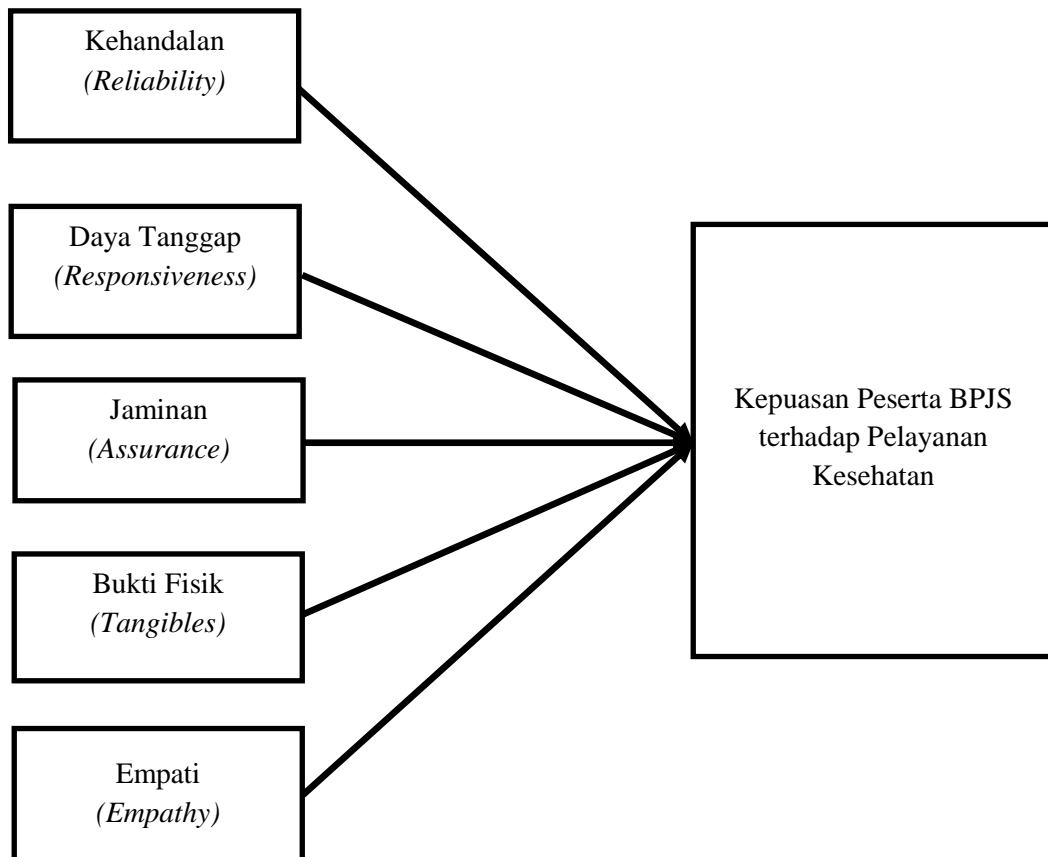 Kehandalan
(Reliability)
Daya Tanggap
(Responsiveness)
Jaminan
(Assurance)
Bukti Fisik
(Tangibles)
Empati
(Empathy)
Kepuasan Peserta BPJS
terhadap Pelayanan
Kesehatan